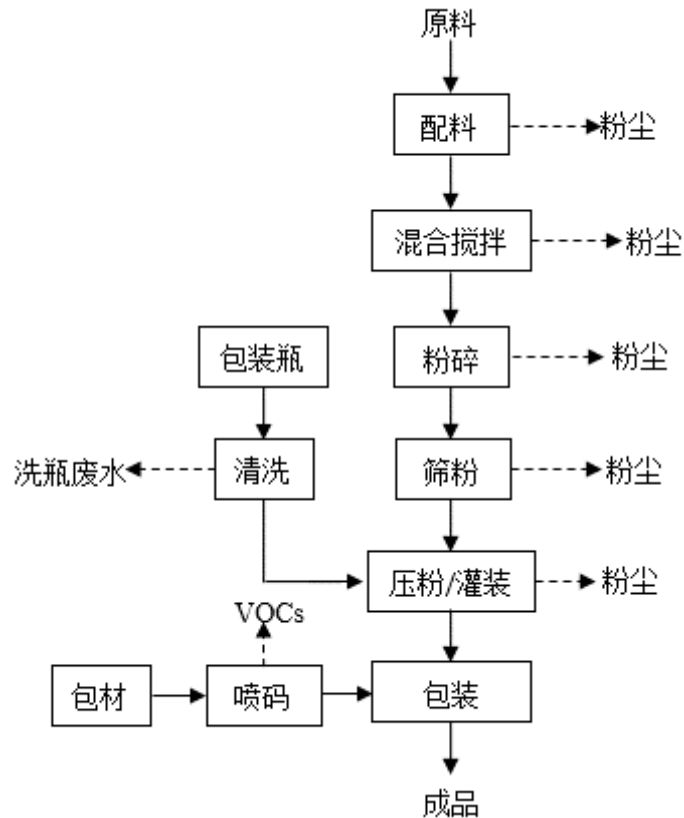 原料
配料
粉尘
混合搅拌
粉尘
包装瓶
粉碎
粉尘
洗瓶废水
清洗
筛粉
粉尘
压粉/灌装
粉尘
VOCs
包材
喷码
包装
成品